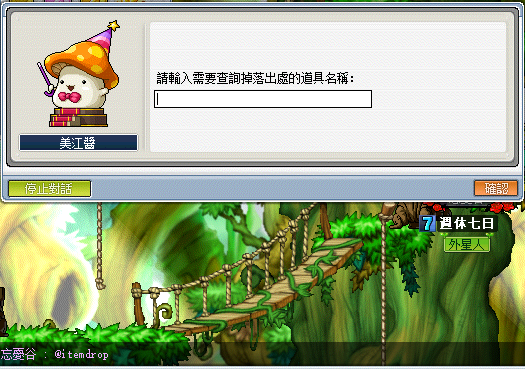 請輸入需要查詢掉落出處的道具名稱：
美江醬
停止對話
確認
7 週休七日
外星人
忘憂谷 : @itemdrop